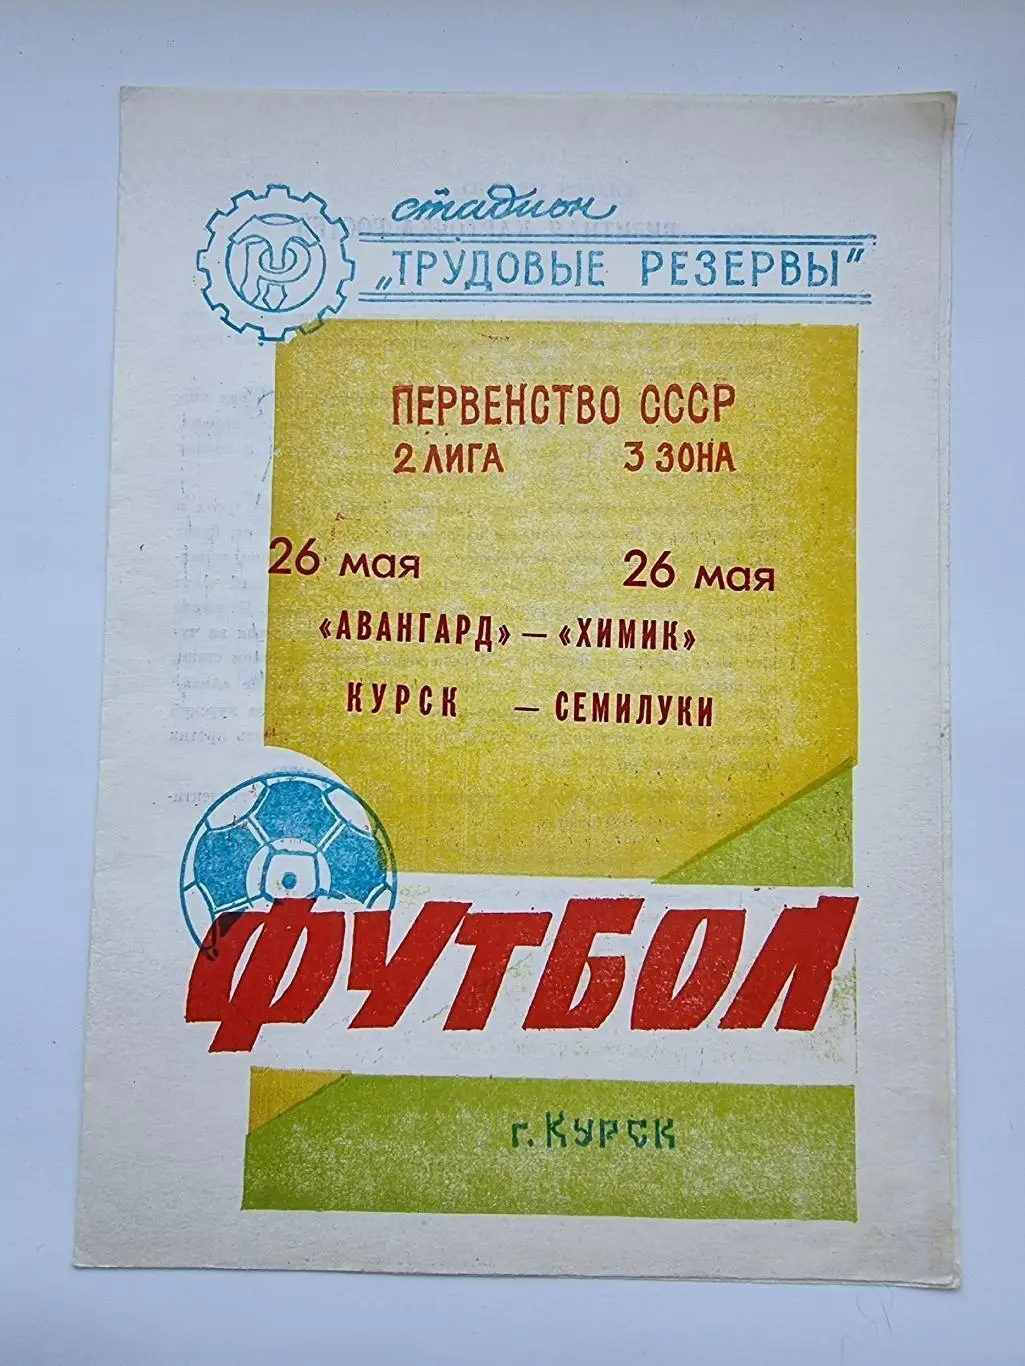 стадион
„ТРУДОВЫЕ РЕЗЕРВЫ"
ПЕРВЕНСТВО СССР
2 ЛИГА 3 ЗОНА
26 мая 26 мая
«АВАНГАРД» — «ХИМИК»
КУРСК — СЕМИЛУКИ
ФУТБОЛ
г. КУРСК